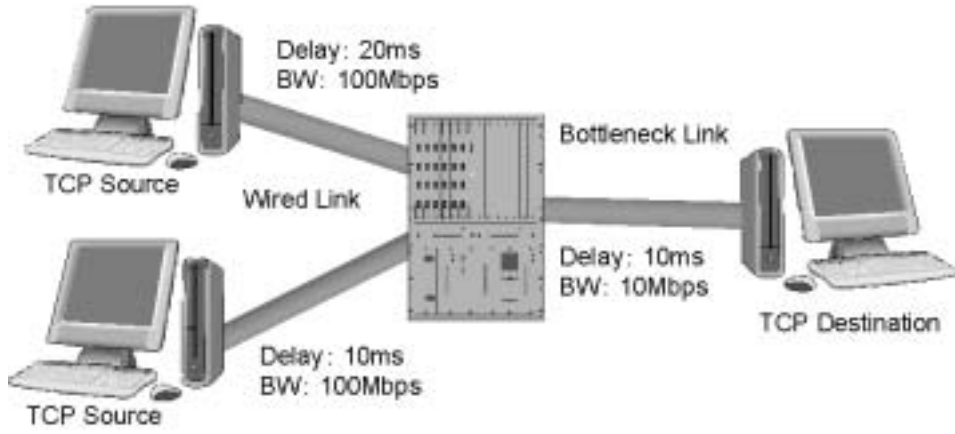 Delay: 20ms
BW: 100Mbps
Bottleneck Link
TCP Source
Wired Link
Delay: 10ms
BW: 10Mbps
TCP Destination
Delay: 10ms
BW: 100Mbps
TCP Source